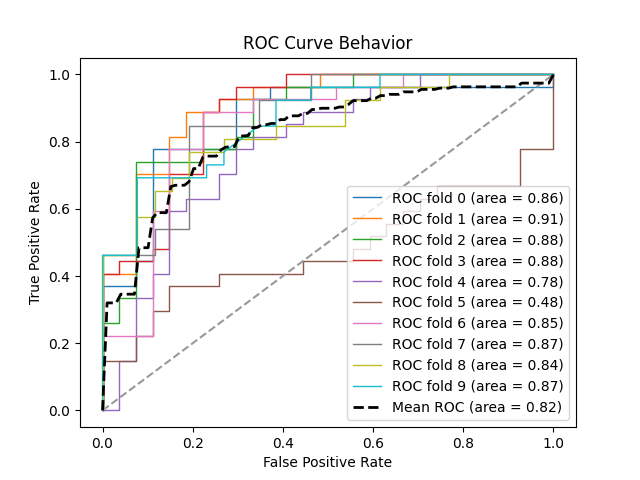 ROC Curve Behavior
True Positive Rate
1.0
0.8
0.6
0.4
0.2
0.0
ROC fold 0 (area = 0.86)
ROC fold 1 (area = 0.91)
ROC fold 2 (area = 0.88)
ROC fold 3 (area = 0.88)
ROC fold 4 (area = 0.78)
ROC fold 5 (area = 0.48)
ROC fold 6 (area = 0.85)
ROC fold 7 (area = 0.87)
ROC fold 8 (area = 0.84)
ROC fold 9 (area = 0.87)
Mean ROC (area = 0.82)
0.0 0.2 0.4 0.6 0.8 1.0
False Positive Rate